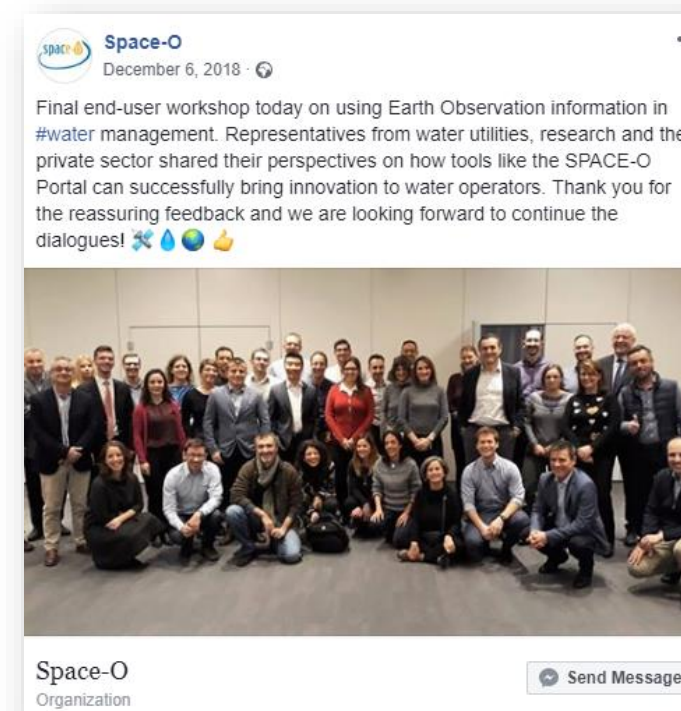 space
Space-O
December 6, 2018 ·
Final end-user workshop today on using Earth Observation information in
#water management. Representatives from water utilities, research and the
private sector shared their perspectives on how tools like the SPACE-O
Portal can successfully bring innovation to water operators. Thank you for
the reassuring feedback and we are looking forward to continue the
dialogues! 🛠️💧🌍👍
Space-O
Organization
Send Message